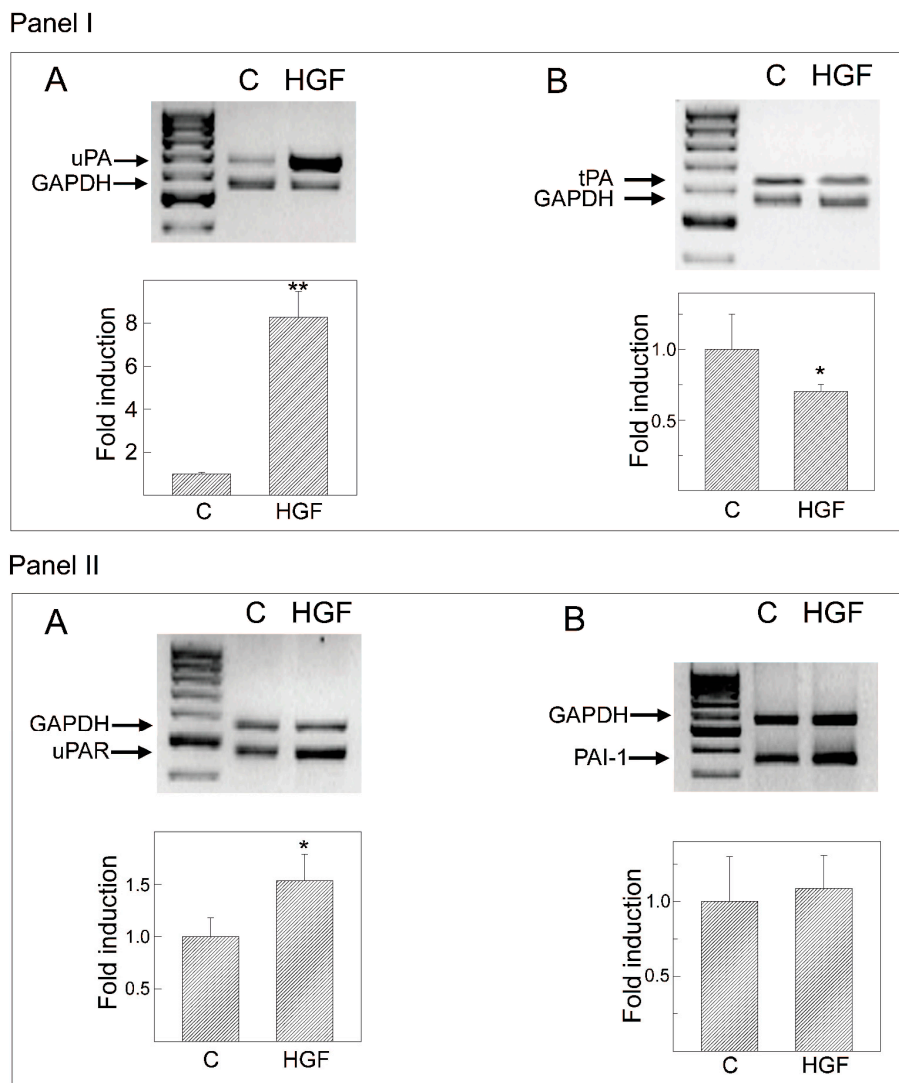 Panel I
A
C HGF
uPA
GAPDH
Fold induction
8
6
4
2
**
C HGF
B
C HGF
tPA
GAPDH
Fold induction
1.0
0.5
*
C HGF
Panel II
A
C HGF
GAPDH
uPAR
Fold induction
1.5
1.0
0.5
*
C HGF
B
C HGF
GAPDH
PAI-1
Fold induction
1.0
0.5
C HGF